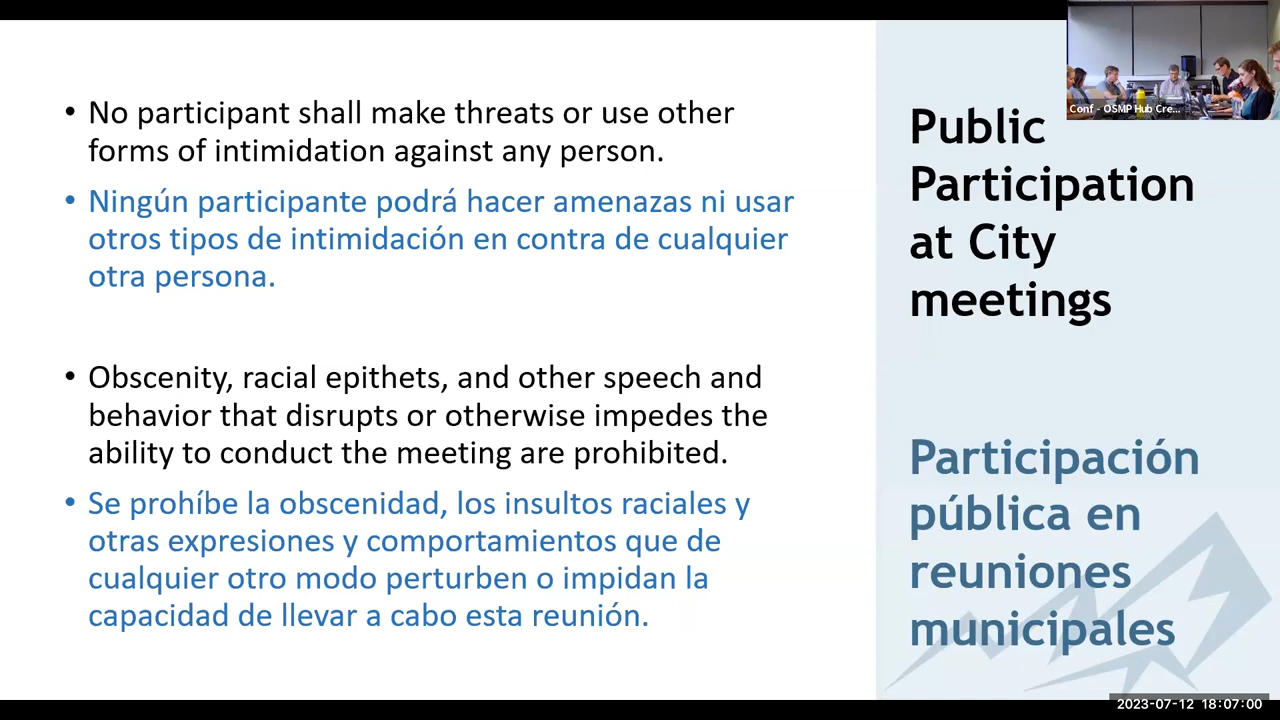 • No participant shall make threats or use other
forms of intimidation against any person.
• Ningún participante podrá hacer amenazas ni usar
otros tipos de intimidación en contra de cualquier
otra persona.
• Obscenity, racial epithets, and other speech and
behavior that disrupts or otherwise impedes the
ability to conduct the meeting are prohibited.
• Se prohíbe la obscenidad, los insultos raciales y
otras expresiones y comportamientos que de
cualquier otro modo perturben o impidan la
capacidad de llevar a cabo esta reunión.
Public
Participation
at City
meetings
Participación
pública en
reuniones
municipales
Conf - OSMP Hub Cre...
2023-07-12 18:07:00